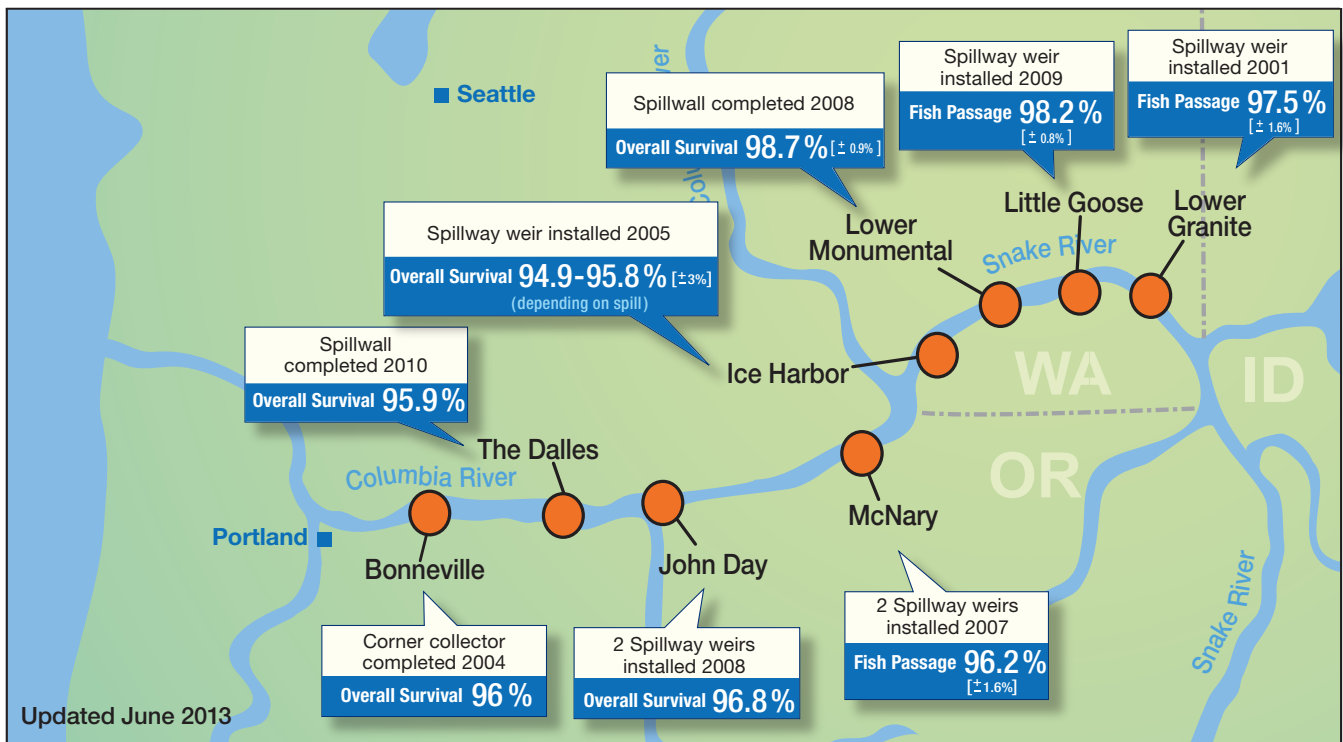 Seattle
Spillwall completed 2008
Overall Survival 98.7% [± 0.9%]
Spillway weir
installed 2009
Fish Passage 98.2%
[± 0.8%]
Spillway weir
installed 2001
Fish Passage 97.5%
[± 1.6%]
Spillway weir installed 2005
Overall Survival 94.9-95.8% [±3%]
(depending on spill)
Lower
Monumental
Little Goose
Lower
Granite
Snake River
Ice Harbor
WA
ID
OR
Spillwall
completed 2010
Overall Survival 95.9%
The Dalles
Columbia River
Portland
Bonneville
John Day
McNary
Corner collector
completed 2004
Overall Survival 96%
2 Spillway weirs
installed 2008
Overall Survival 96.8%
2 Spillway weirs
installed 2007
Fish Passage 96.2%
[±1.6%]
Snake River
Updated June 2013